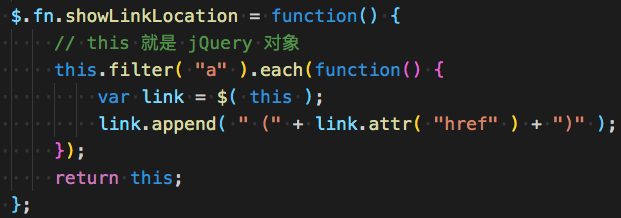 $.fn.showLinkLocation = function() {
    // this 就是 jQuery 对象
    this.filter( "a" ).each(function() {
        var link = $( this );
        link.append( " (" + link.attr( "href" ) + ")" );
    });
    return this;
};